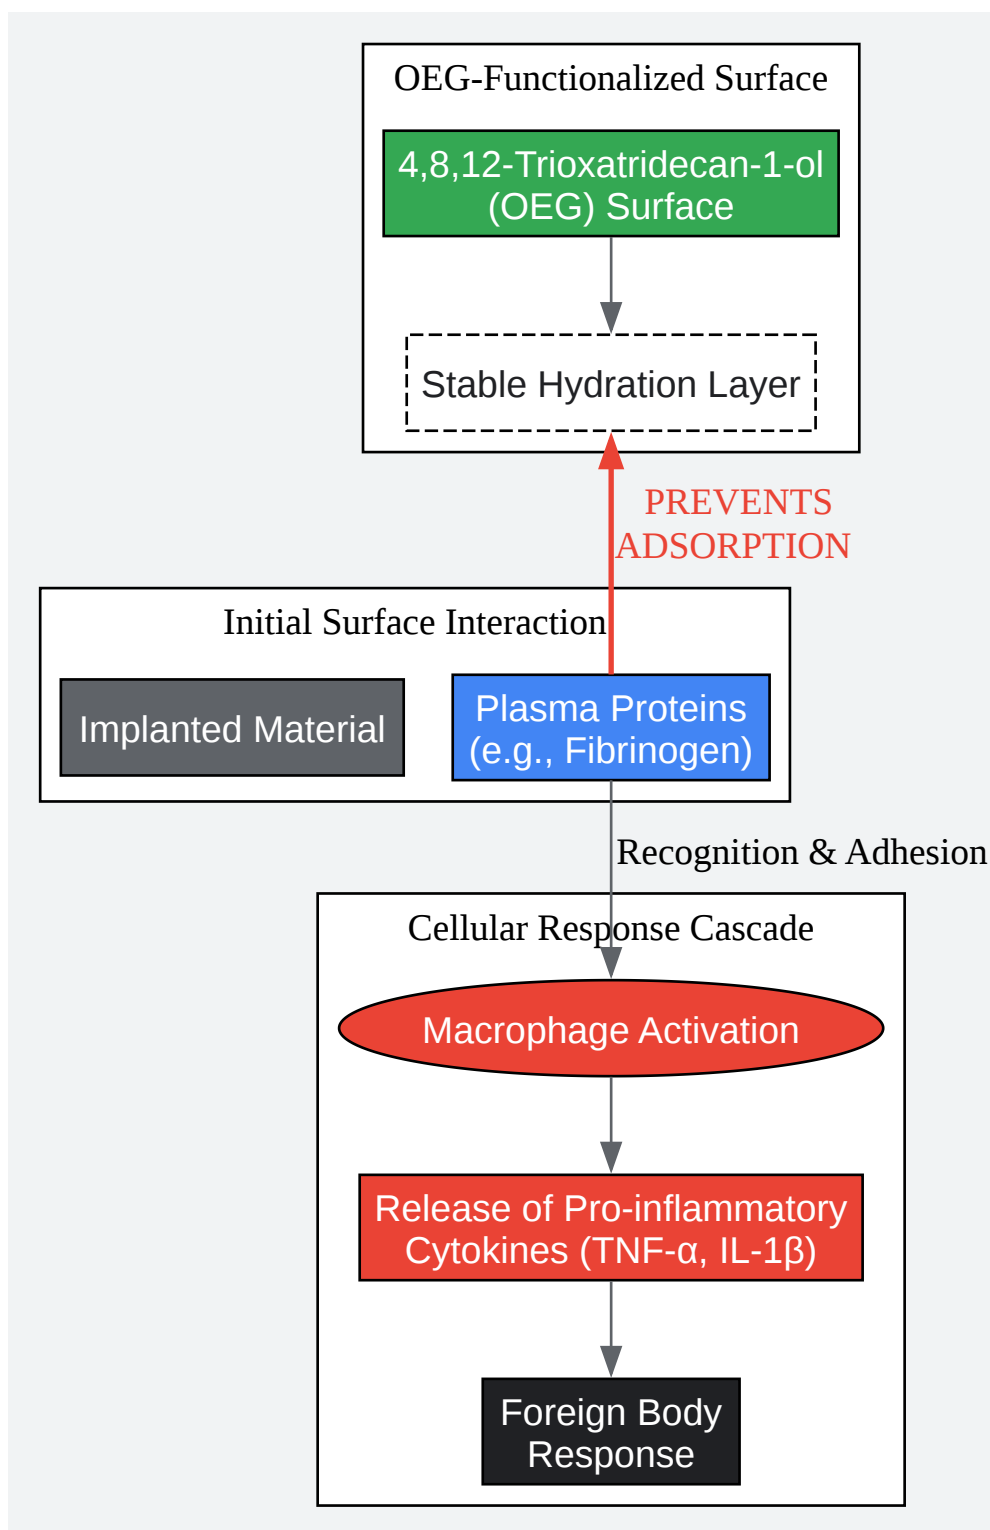 OEG-Functionalized Surface
4,8,12-Trioxatridecan-1-ol
(OEG) Surface
Stable Hydration Layer
PREVENTS
ADSORPTION
Initial Surface Interaction
Implanted Material
Plasma Proteins
(e.g., Fibrinogen)
Recognition & Adhesion
Cellular Response Cascade
Macrophage Activation
Release of Pro-inflammatory
Cytokines (TNF-α, IL-1β)
Foreign Body
Response